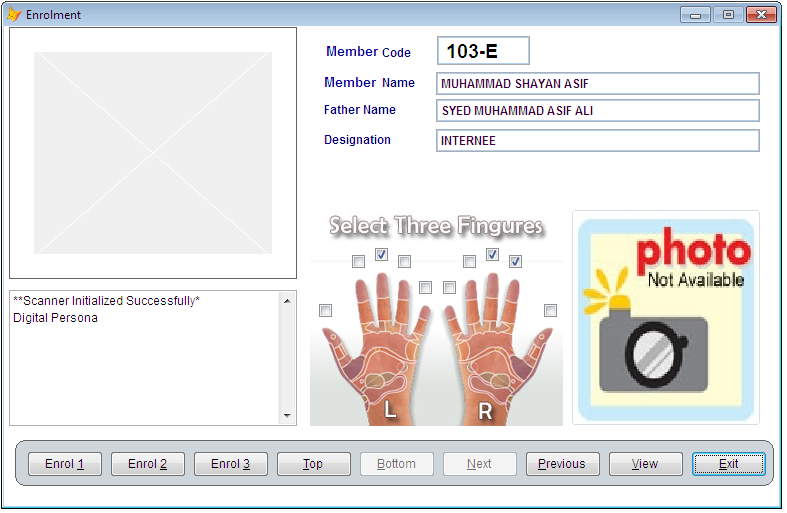 Enrolment
Member Code 103-E
Member Name MUHAMMAD SHAYAN ASIF
Father Name SYED MUHAMMAD ASIF ALI
Designation INTERNEE
Select Three Fingures
L R
photo
Not Available
**Scanner Initialized Successfully*
Digital Persona
Enrol 1 Enrol 2 Enrol 3 Top Bottom Next Previous View Exit